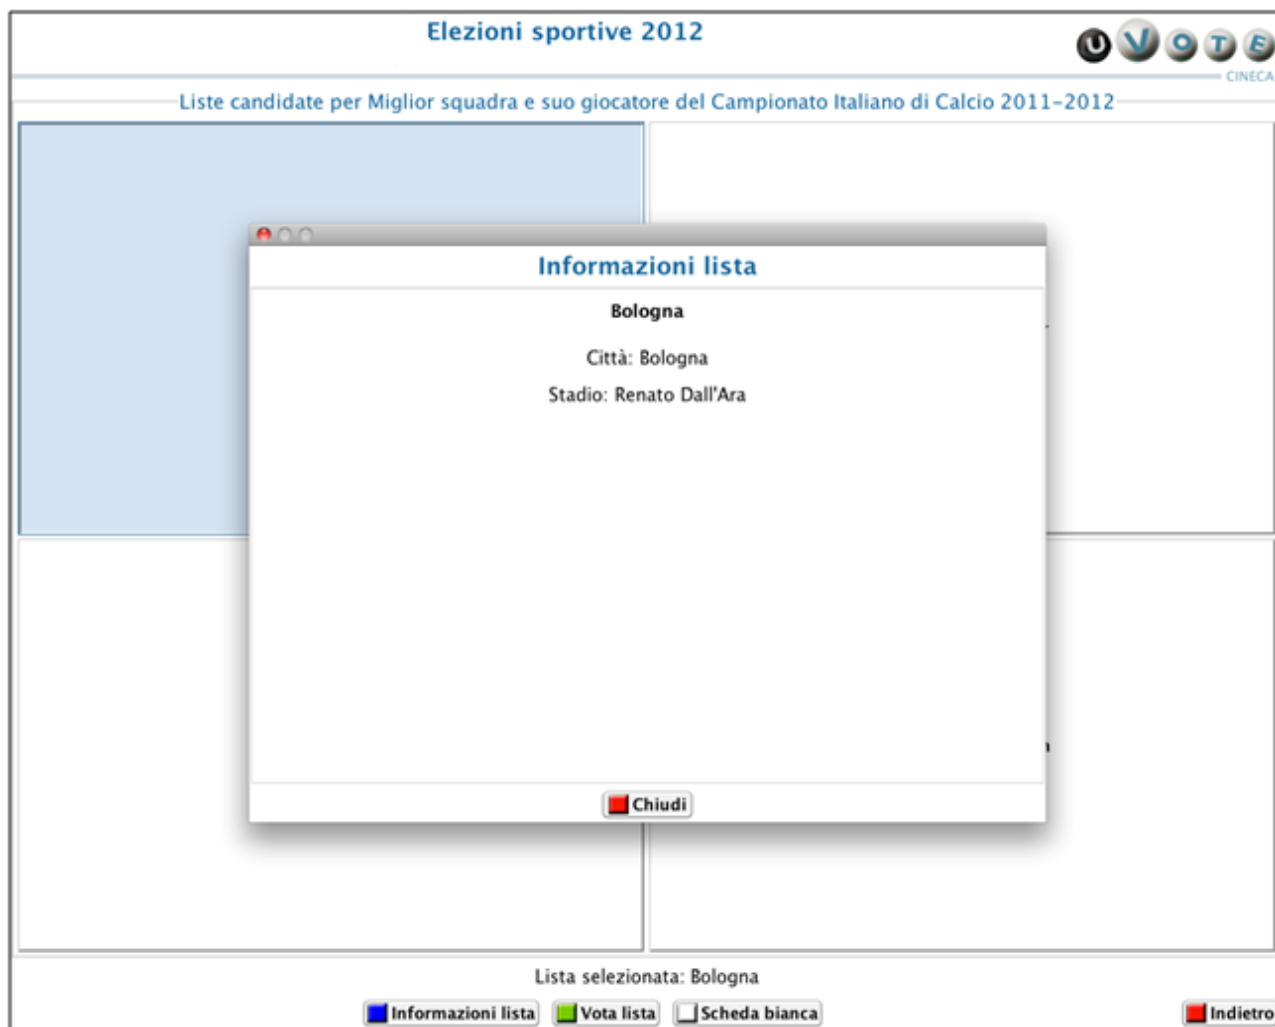 Elezioni sportive 2012
U VOTE
CINECA
Liste candidate per Miglior squadra e suo giocatore del Campionato Italiano di Calcio 2011-2012
Informazioni lista
Bologna
Città: Bologna
Stadio: Renato Dall'Ara
Chiudi
Lista selezionata: Bologna
Informazioni lista Vota lista Scheda bianca Indietro